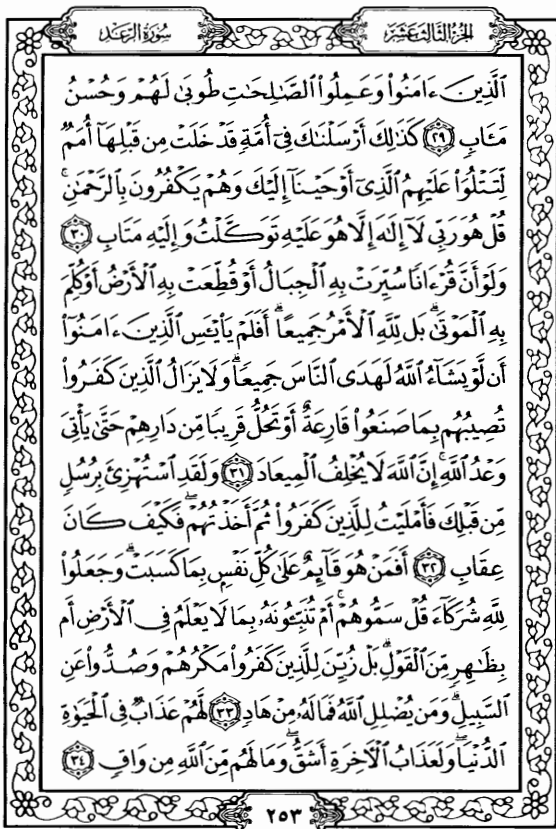 الجزء الثالث عشر
سورة الرعد
ٱلَّذِينَ ءَامَنُوا۟ وَعَمِلُوا۟ ٱلصَّٰلِحَٰتِ طُوبَىٰ لَهُمْ وَحُسْنُ
مَـَٔابٍ ٢٩ كَذَٰلِكَ أَرْسَلْنَٰكَ فِىٓ أُمَّةٍ قَدْ خَلَتْ مِن قَبْلِهَآ أُمَمٌ
لِّتَتْلُوَا۟ عَلَيْهِمُ ٱلَّذِىٓ أَوْحَيْنَآ إِلَيْكَ وَهُمْ يَكْفُرُونَ بِٱلرَّحْمَٰنِ ۚ
قُلْ هُوَ رَبِّى لَآ إِلَٰهَ إِلَّا هُوَ عَلَيْهِ تَوَكَّلْتُ وَإِلَيْهِ مَتَابِ ٣٠
وَلَوْ أَنَّ قُرْءَانًا سُيِّرَتْ بِهِ ٱلْجِبَالُ أَوْ قُطِّعَتْ بِهِ ٱلْأَرْضُ أَوْ كُلِّمَ
بِهِ ٱلْمَوْتَىٰ ۗ بَل لِّلَّهِ ٱلْأَمْرُ جَمِيعًا ۗ أَفَلَمْ يَا۟يْـَٔسِ ٱلَّذِينَ ءَامَنُوٓا۟
أَن لَّوْ يَشَآءُ ٱللَّهُ لَهَدَى ٱلنَّاسَ جَمِيعًا ۗ وَلَا يَزَالُ ٱلَّذِينَ كَفَرُوا۟
تُصِيبُهُم بِمَا صَنَعُوا۟ قَارِعَةٌ أَوْ تَحُلُّ قَرِيبًا مِّن دَارِهِمْ حَتَّىٰ يَأْتِىَ
وَعْدُ ٱللَّهِ ۚ إِنَّ ٱللَّهَ لَا يُخْلِفُ ٱلْمِيعَادَ ٣١ وَلَقَدِ ٱسْتُهْزِئَ بِرُسُلٍ
مِّن قَبْلِكَ فَأَمْلَيْتُ لِلَّذِينَ كَفَرُوا۟ ثُمَّ أَخَذْتُهُمْ ۖ فَكَيْفَ كَانَ
عِقَابِ ٣٢ أَفَمَنْ هُوَ قَآئِمٌ عَلَىٰ كُلِّ نَفْسٍۭ بِمَا كَسَبَتْ ۗ وَجَعَلُوا۟
لِلَّهِ شُرَكَآءَ قُلْ سَمُّوهُمْ ۚ أَمْ تُنَبِّـُٔونَهُۥ بِمَا لَا يَعْلَمُ فِى ٱلْأَرْضِ أَم
بِظَٰهِرٍ مِّنَ ٱلْقَوْلِ ۗ بَلْ زُيِّنَ لِلَّذِينَ كَفَرُوا۟ مَكْرُهُمْ وَصُدُّوا۟ عَنِ
ٱلسَّبِيلِ ۗ وَمَن يُضْلِلِ ٱللَّهُ فَمَا لَهُۥ مِنْ هَادٍ ٣٣ لَّهُمْ عَذَابٌ فِى ٱلْحَيَوٰةِ
ٱلدُّنْيَا ۖ وَلَعَذَابُ ٱلْـَٔاخِرَةِ أَشَقُّ ۖ وَمَا لَهُم مِّنَ ٱللَّهِ مِن وَاقٍ ٣٤
٢٥٣